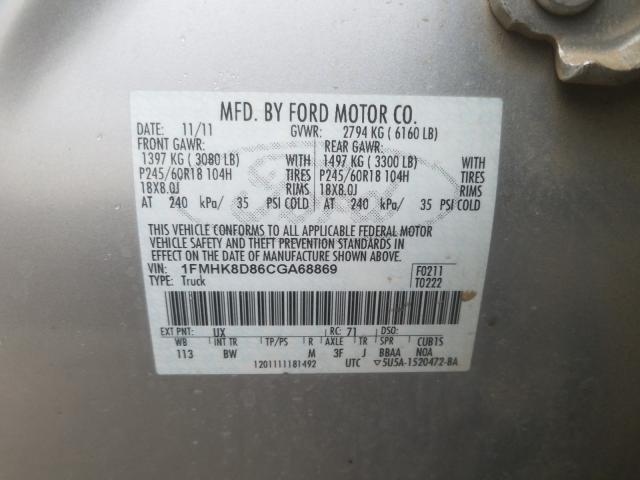 MFD. BY FORD MOTOR CO.
DATE: 11/11 GVWR: 2794 KG ( 6160 LB)
FRONT GAWR: REAR GAWR:
1397 KG ( 3080 LB) WITH 1497 KG ( 3300 LB) WITH
P245/60R18 104H TIRES P245/60R18 104H TIRES
18X8.0J RIMS 18X8.0J RIMS
AT 240 kPa/ 35 PSI COLD AT 240 kPa/ 35 PSI COLD
Ford
THIS VEHICLE CONFORMS TO ALL APPLICABLE FEDERAL MOTOR
VEHICLE SAFETY AND THEFT PREVENTION STANDARDS IN
EFFECT ON THE DATE OF MANUFACTURE SHOWN ABOVE.
VIN: 1FMHK8D86CGA68869 F0211
TYPE: Truck T0222
EXT PNT: UX RC: 71 DSO:
WB INT TR TP/PS R AXLE TR SPR CUBTS
113 BW M 3F J BBAA N0A
1201111181492 UTC ▽5U5A-1520472-BA